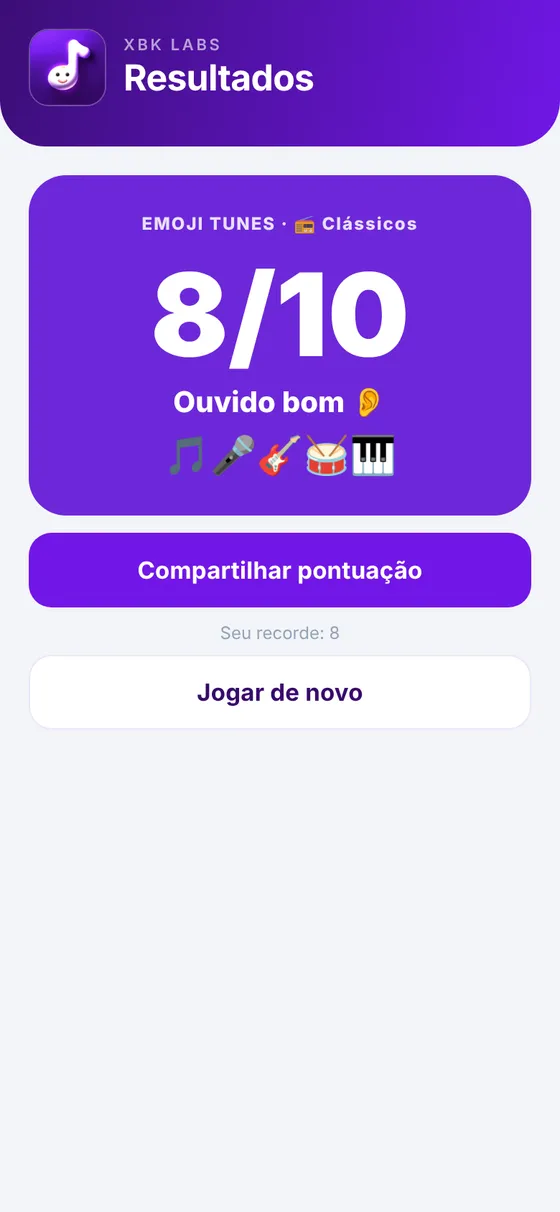 XBK LABS
Resultados
EMOJI TUNES · 📻 Clássicos
8/10
Ouvido bom 👂
🎵🎤🎸🥁🎹
Compartilhar pontuação
Seu recorde: 8
Jogar de novo